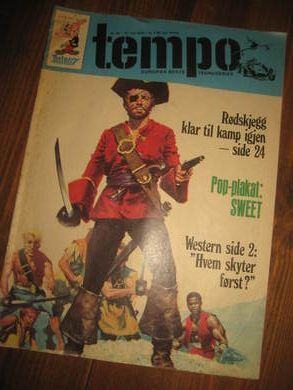 tempo
EUROPAS BESTE TEGNESERIER
Rødskjegg
klar til kamp igjen
— side 24
Pop-plakat:
SWEET
Western side 2:
"Hvem skyter
først?"